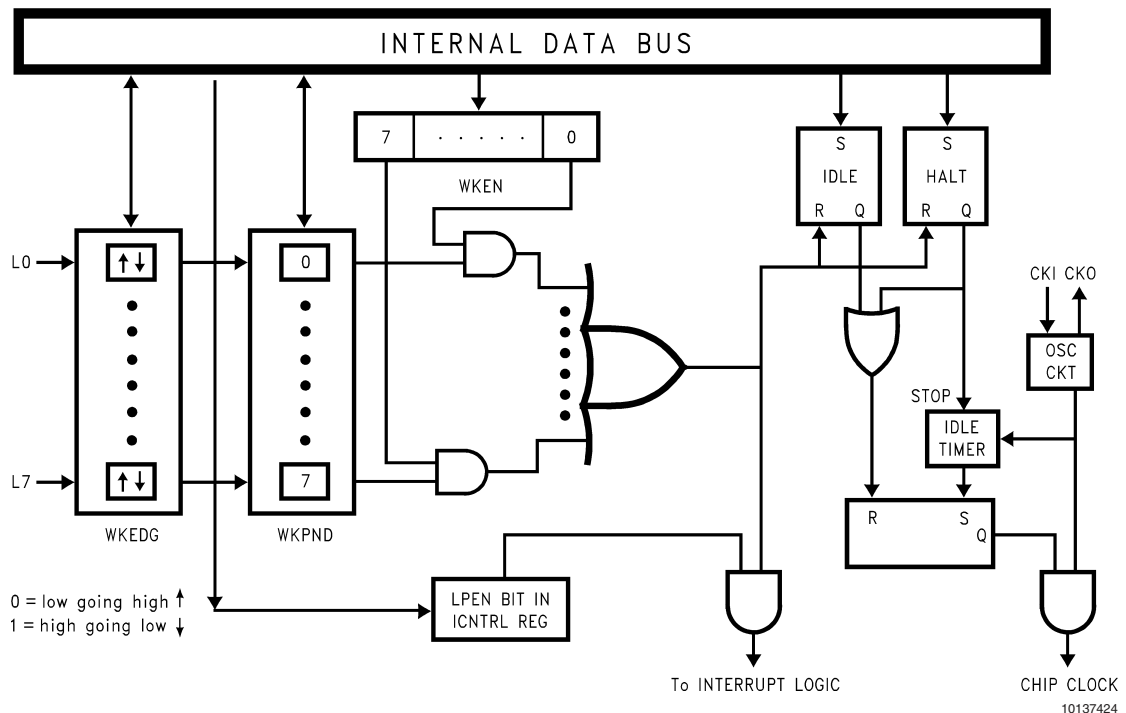 INTERNAL DATA BUS
7 . . . . . 0
WKEN
S
IDLE
R Q
S
HALT
R Q
L0
↑↓
0
CKI CKO
OSC
CKT
STOP
IDLE
TIMER
L7
↑↓
7
WKEDG
WKPND
R S
Q
0 = low going high ↑
1 = high going low ↓
LPEN BIT IN
ICNTRL REG
To INTERRUPT LOGIC
CHIP CLOCK
10137424